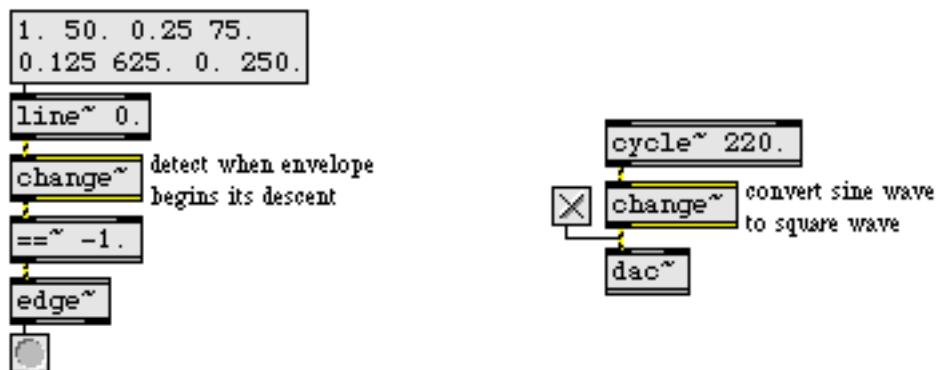 1. 50. 0.25 75.
0.125 625. 0. 250.
line~ 0.
change~
detect when envelope
begins its descent
==~ -1.
edge~
cycle~ 220.
change~
convert sine wave
to square wave
dac~